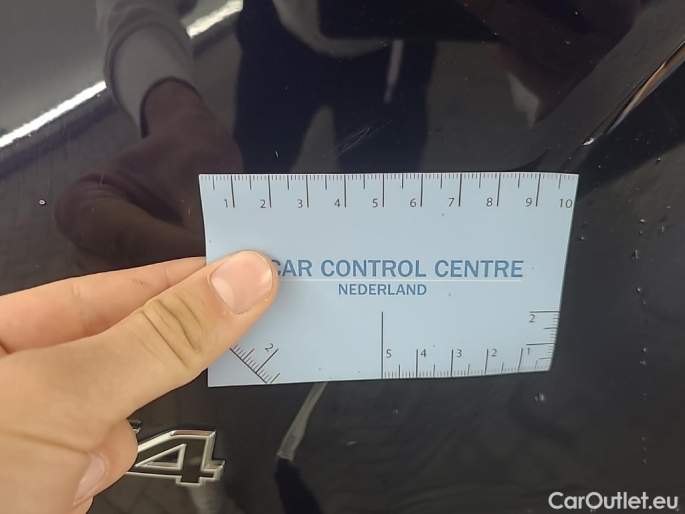 1 2 3 4 5 6 7 8 9 10
CAR CONTROL CENTRE
NEDERLAND
2
2 5 4 3 2 1
4
CarOutlet.eu